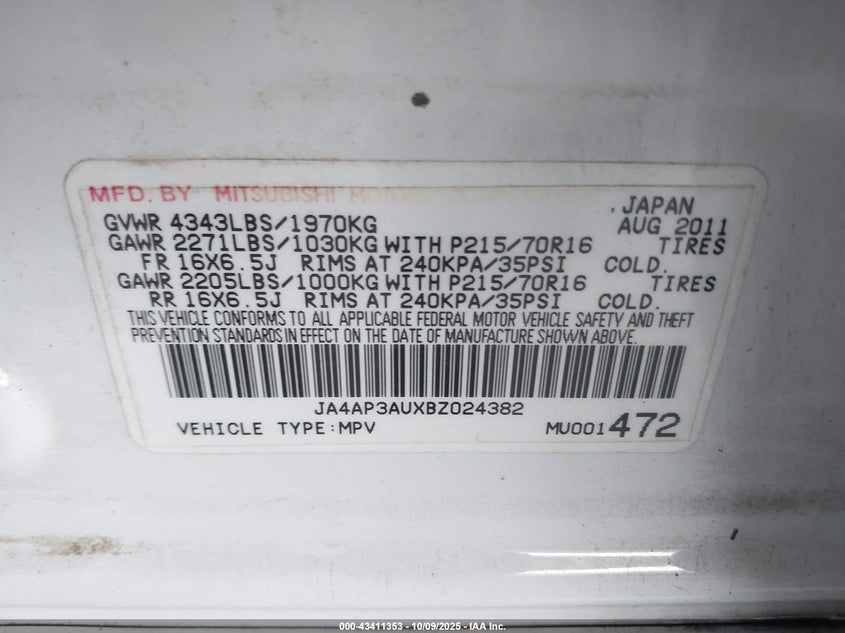 MFD. BY MITSUBISHI
. JAPAN
GVWR 4343LBS/1970KG AUG 2011
GAWR 2271LBS/1030KG WITH P215/70R16 TIRES
FR 16X6.5J RIMS AT 240KPA/35PSI COLD.
GAWR 2205LBS/1000KG WITH P215/70R16 TIRES
RR 16X6.5J RIMS AT 240KPA/35PSI COLD.
THIS VEHICLE CONFORMS TO ALL APPLICABLE FEDERAL MOTOR VEHICLE SAFETY AND THEFT
PREVENTION STANDARDS IN EFFECT ON THE DATE OF MANUFACTURE SHOWN ABOVE.
JA4AP3AUXBZ024382
VEHICLE TYPE:MPV MU001472
000-43411353 - 10/09/2025 - IAA Inc.